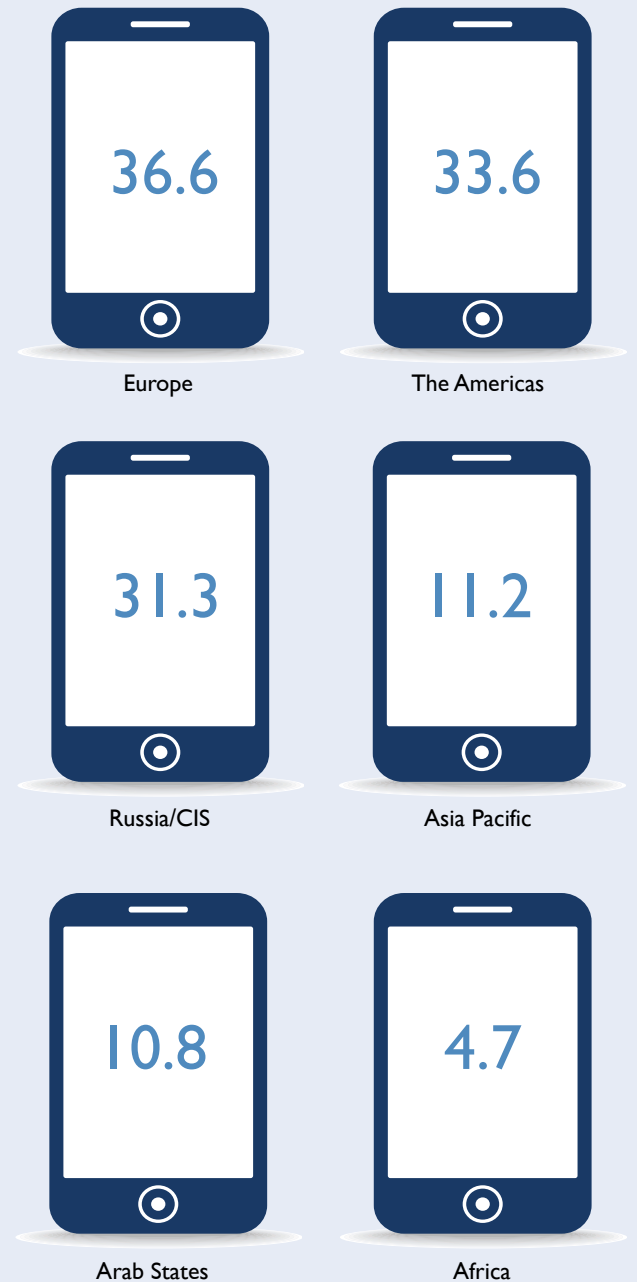 36.6
33.6
Europe
The Americas
31.3
11.2
Russia/CIS
Asia Pacific
10.8
4.7
Arab States
Africa